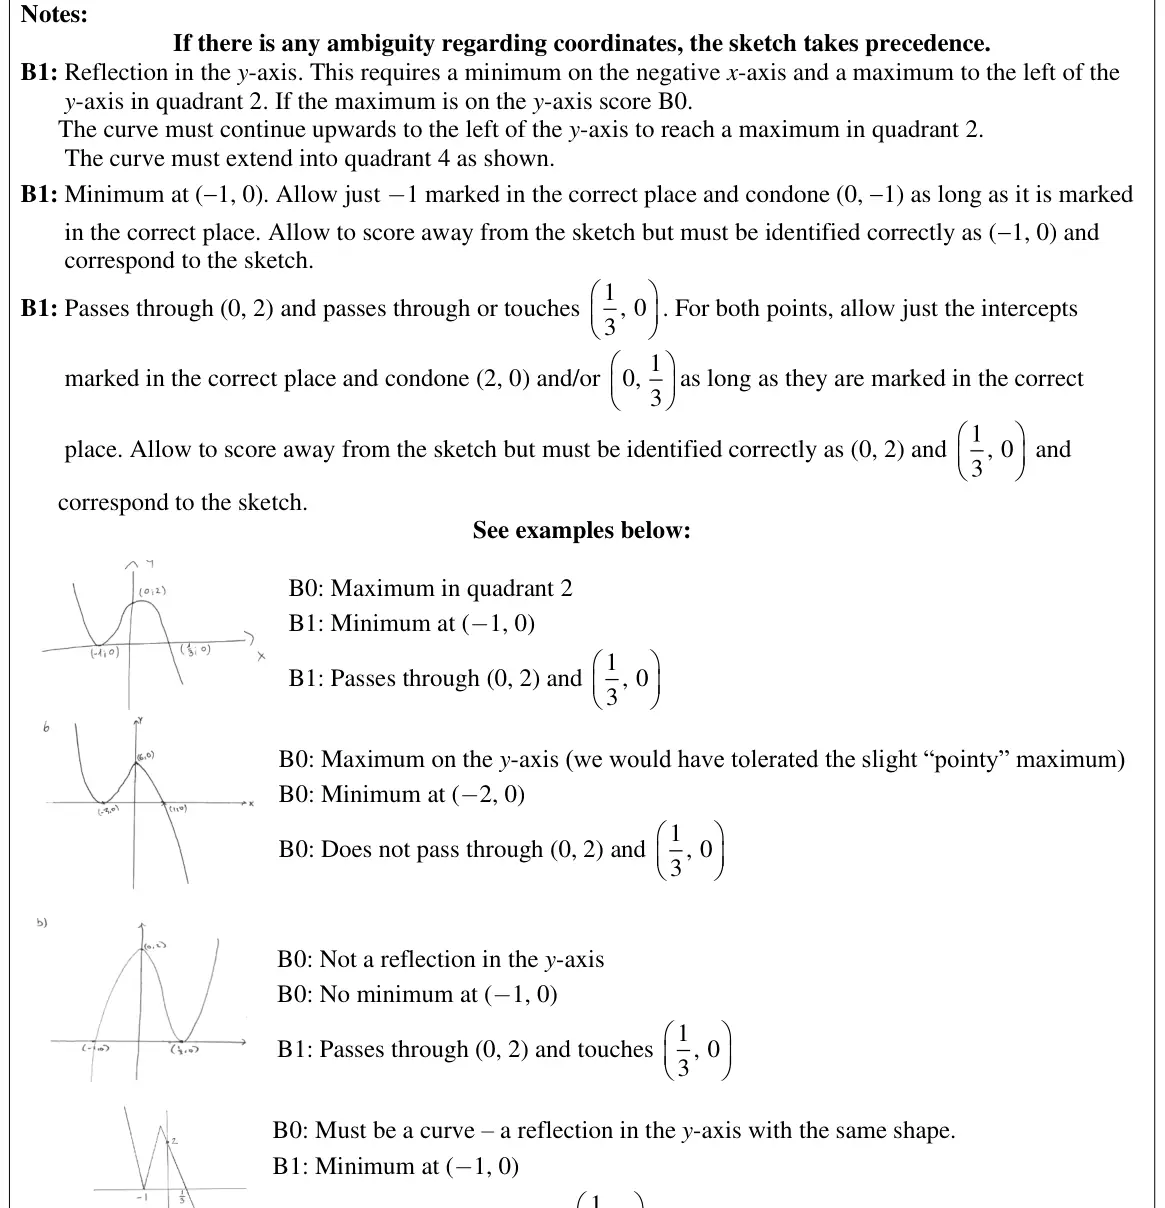 Notes:
If there is any ambiguity regarding coordinates, the sketch takes precedence.
B1: Reflection in the y-axis. This requires a minimum on the negative x-axis and a maximum to the left of the
y-axis in quadrant 2. If the maximum is on the y-axis score B0.
The curve must continue upwards to the left of the y-axis to reach a maximum in quadrant 2.
The curve must extend into quadrant 4 as shown.
B1: Minimum at (−1, 0). Allow just −1 marked in the correct place and condone (0, −1) as long as it is marked
in the correct place. Allow to score away from the sketch but must be identified correctly as (−1, 0) and
correspond to the sketch.
B1: Passes through (0, 2) and passes through or touches (1/3, 0). For both points, allow just the intercepts
marked in the correct place and condone (2, 0) and/or (0, 1/3) as long as they are marked in the correct
place. Allow to score away from the sketch but must be identified correctly as (0, 2) and (1/3, 0) and
correspond to the sketch.
See examples below:
y
(0,2)
(-1,0)
(1/3, 0)
x
B0: Maximum in quadrant 2
B1: Minimum at (−1, 0)
B1: Passes through (0, 2) and (1/3, 0)
b
y
(1,0)
x
B0: Maximum on the y-axis (we would have tolerated the slight “pointy” maximum)
B0: Minimum at (−2, 0)
B0: Does not pass through (0, 2) and (1/3, 0)
b)
(0,2)
(-1,0)
(1/3,0)
B0: Not a reflection in the y-axis
B0: No minimum at (−1, 0)
B1: Passes through (0, 2) and touches (1/3, 0)
2
-1
1/3
B0: Must be a curve – a reflection in the y-axis with the same shape.
B1: Minimum at (−1, 0)